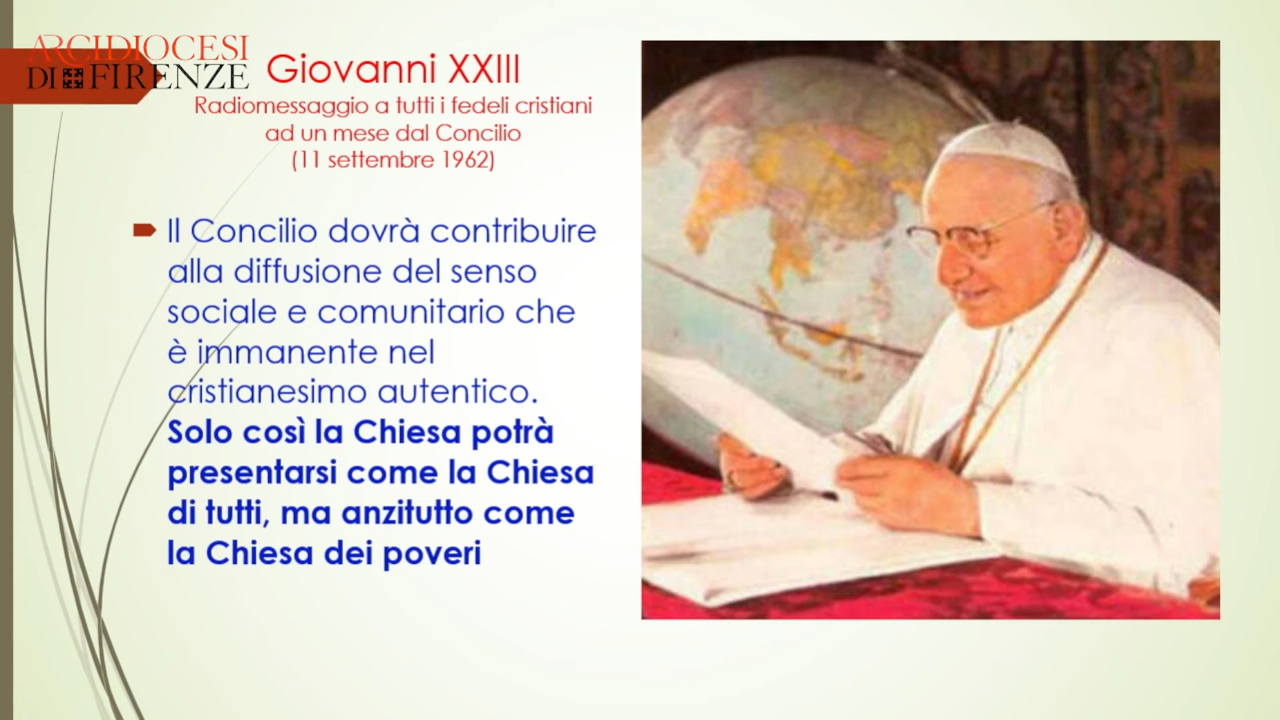 ARCIDIOCESI
DI FIRENZE
Giovanni XXIII
Radiomessaggio a tutti i fedeli cristiani
ad un mese dal Concilio
(11 settembre 1962)
Il Concilio dovrà contribuire
alla diffusione del senso
sociale e comunitario che
è immanente nel
cristianesimo autentico.
Solo così la Chiesa potrà
presentarsi come la Chiesa
di tutti, ma anzitutto come
la Chiesa dei poveri